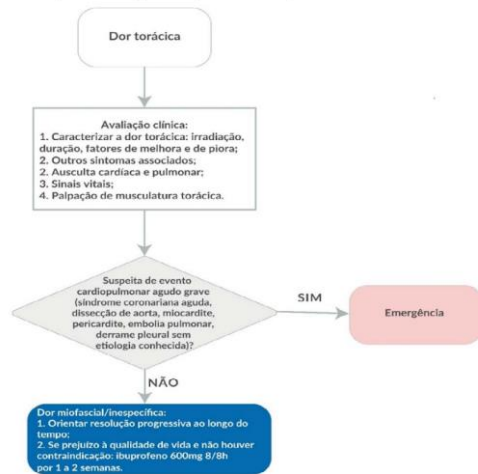 Dor torácica
Avaliação clínica:
1. Caracterizar a dor torácica: irradiação,
duração, fatores de melhora e de piora;
2. Outros sintomas associados;
2. Ausculta cardíaca e pulmonar;
3. Sinais vitais;
4. Palpação de musculatura torácica.
Suspeita de evento
cardiopulmonar agudo grave
(síndrome coronariana aguda,
dissecção de aorta, miocardite,
pericardite, embolia pulmonar,
derrame pleural sem
etiologia conhecida)?
SIM
Emergência
NÃO
Dor miofascial/inespecífica:
1. Orientar resolução progressiva ao longo do
tempo;
2. Se prejuízo à qualidade de vida e não houver
contraindicação: ibuprofeno 600mg 8/8h
por 1 a 2 semanas.